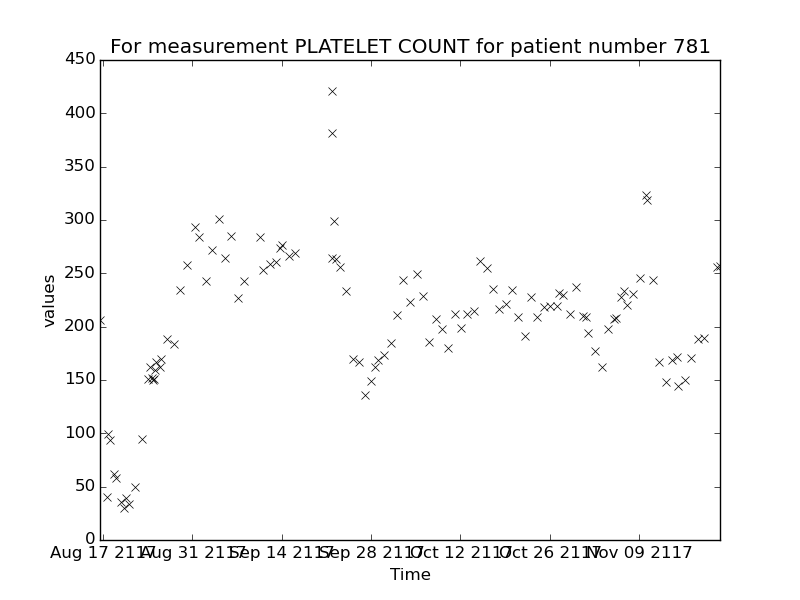 For measurement PLATELET COUNT for patient number 781
450
400
350
300
250
200
150
100
50
0
values
Aug 17 2117 Aug 31 2117 Sep 14 2117 Sep 28 2117 Oct 12 2117 Oct 26 2117 Nov 09 2117
Time